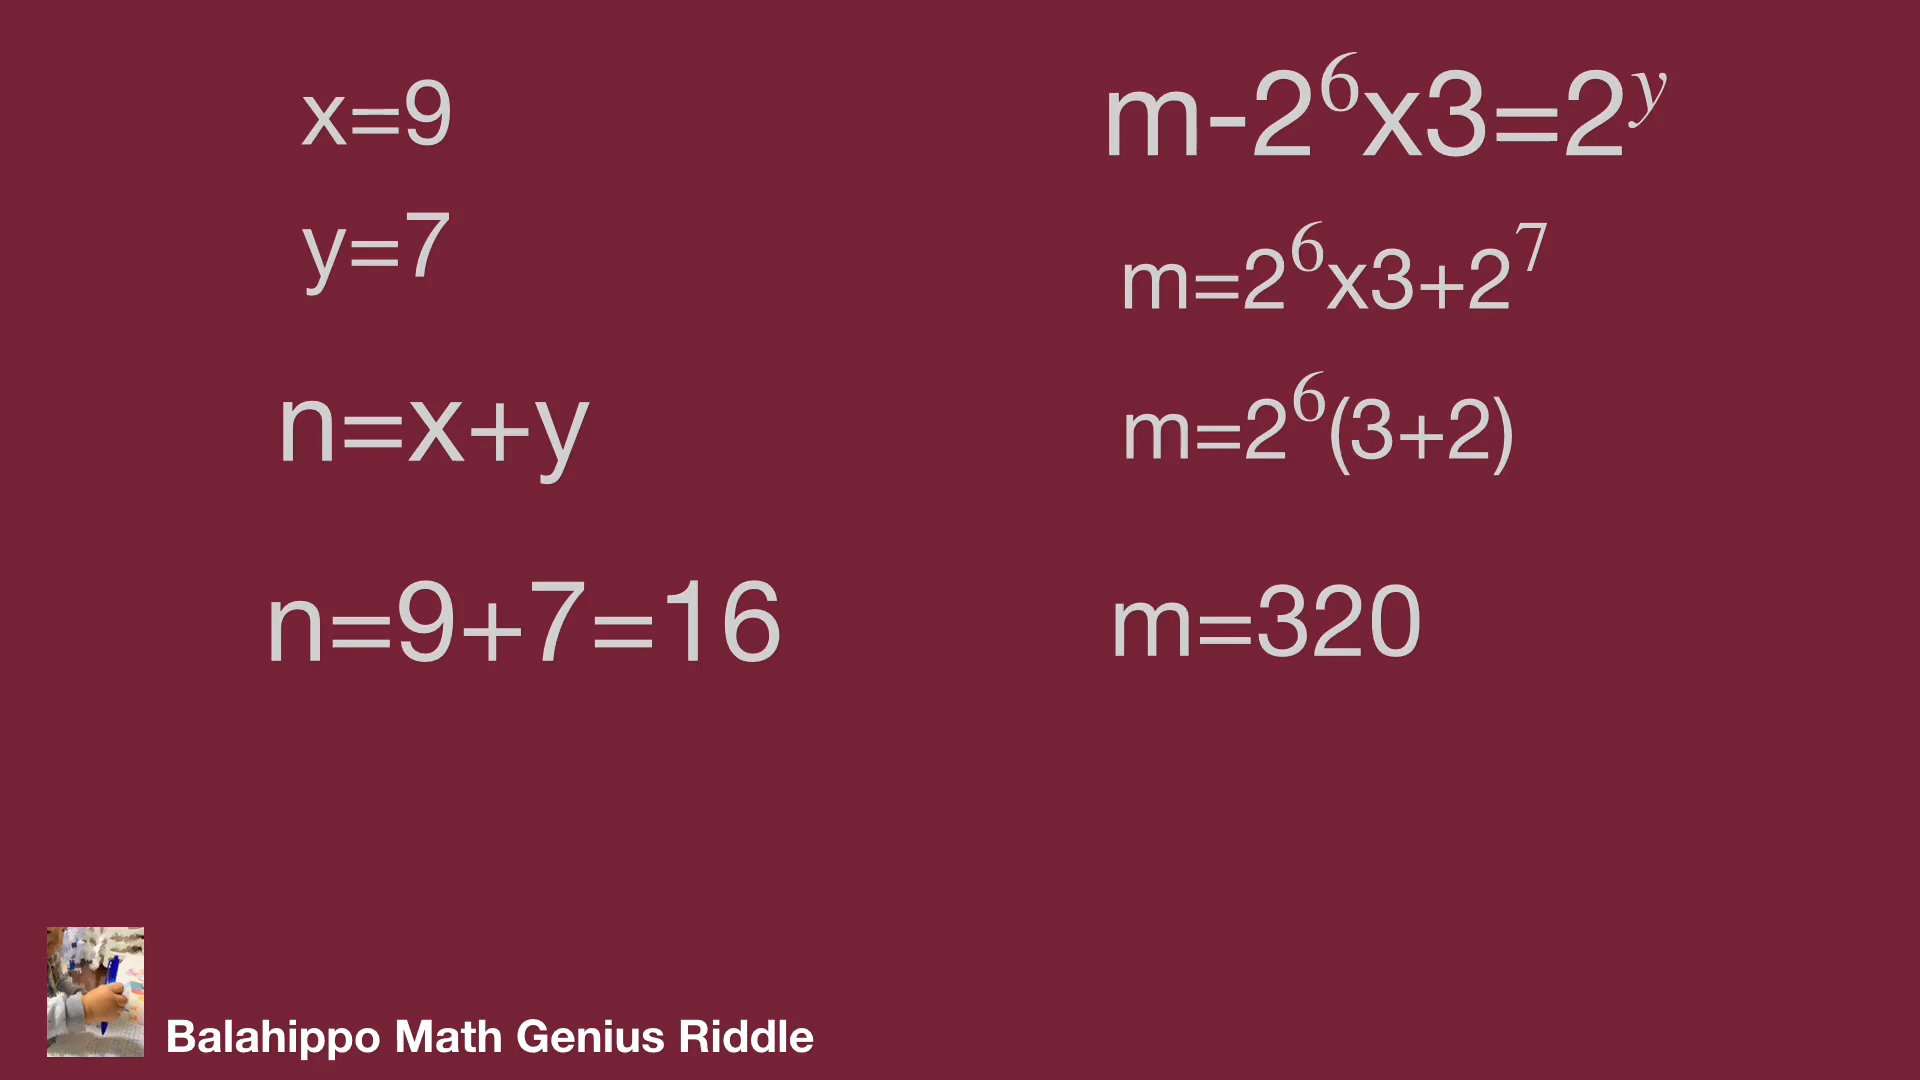 x=9
y=7
n=x+y
n=9+7=16
m-2⁶x3=2ʸ
m=2⁶x3+2⁷
m=2⁶(3+2)
m=320
Balahippo Math Genius Riddle